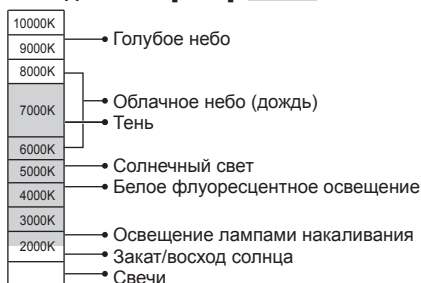 10000K
9000K
Голубое небо
8000K
Облачное небо (дождь)
7000K
Тень
6000K
5000K
Солнечный свет
4000K
Белое флуоресцентное освещение
3000K
2000K
Освещение лампами накаливания
Закат/восход солнца
Свечи